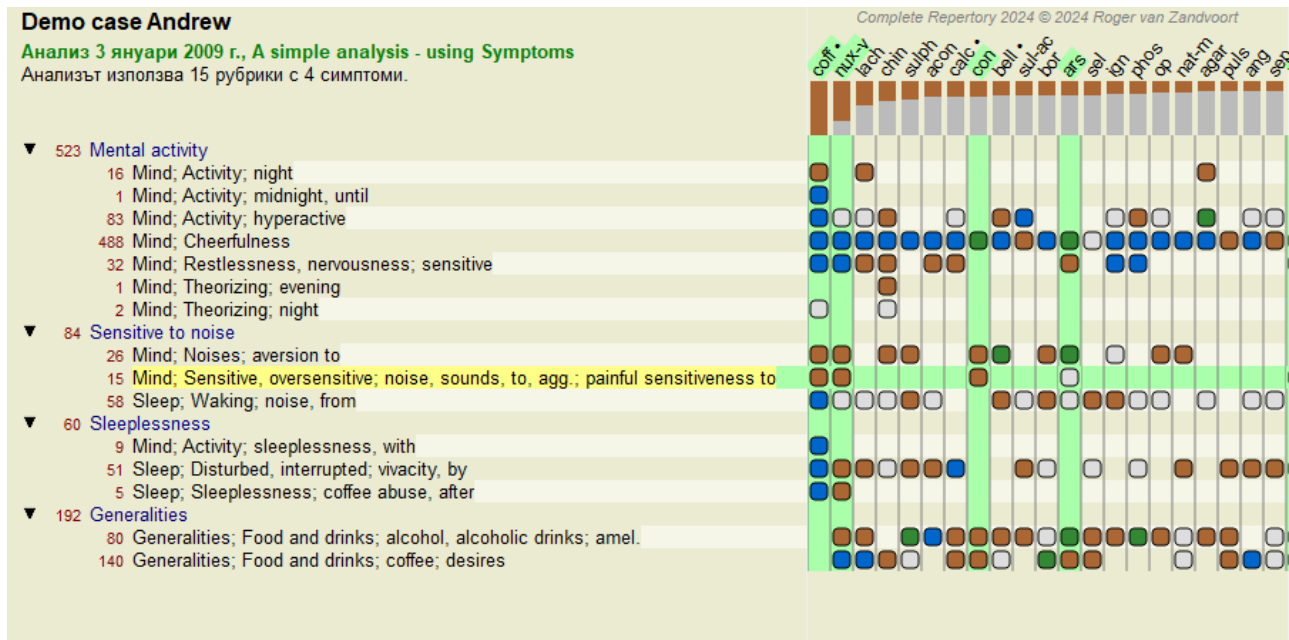 Demo case Andrew
Complete Repertory 2024 © 2024 Roger van Zandvoort
Анализ 3 януари 2009 г., A simple analysis - using Symptoms
Анализът използва 15 рубрики с 4 симптоми.
coff • nux-v lach chin sulph acon calc • con bell • sul-ac bor ars sel ign phos op nat-m agar puls ang sep
▼ 523 Mental activity
16 Mind; Activity; night
1 Mind; Activity; midnight, until
83 Mind; Activity; hyperactive
488 Mind; Cheerfulness
32 Mind; Restlessness, nervousness; sensitive
1 Mind; Theorizing; evening
2 Mind; Theorizing; night
▼ 84 Sensitive to noise
26 Mind; Noises; aversion to
15 Mind; Sensitive, oversensitive; noise, sounds, to, agg.; painful sensitiveness to
58 Sleep; Waking; noise, from
▼ 60 Sleeplessness
9 Mind; Activity; sleeplessness, with
51 Sleep; Disturbed, interrupted; vivacity, by
5 Sleep; Sleeplessness; coffee abuse, after
▼ 192 Generalities
80 Generalities; Food and drinks; alcohol, alcoholic drinks; amel.
140 Generalities; Food and drinks; coffee; desires